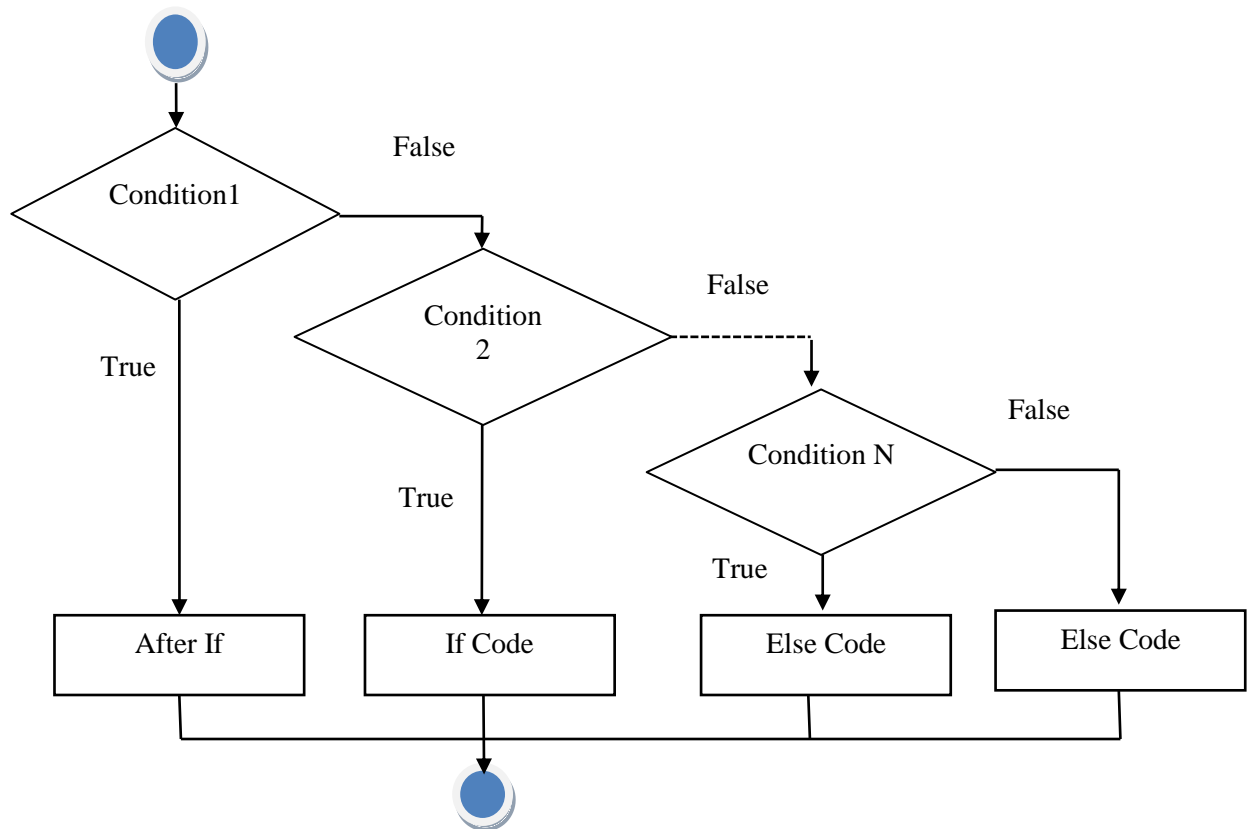 False
Condition1
False
Condition
2
True
False
Condition N
True
True
After If
If Code
Else Code
Else Code